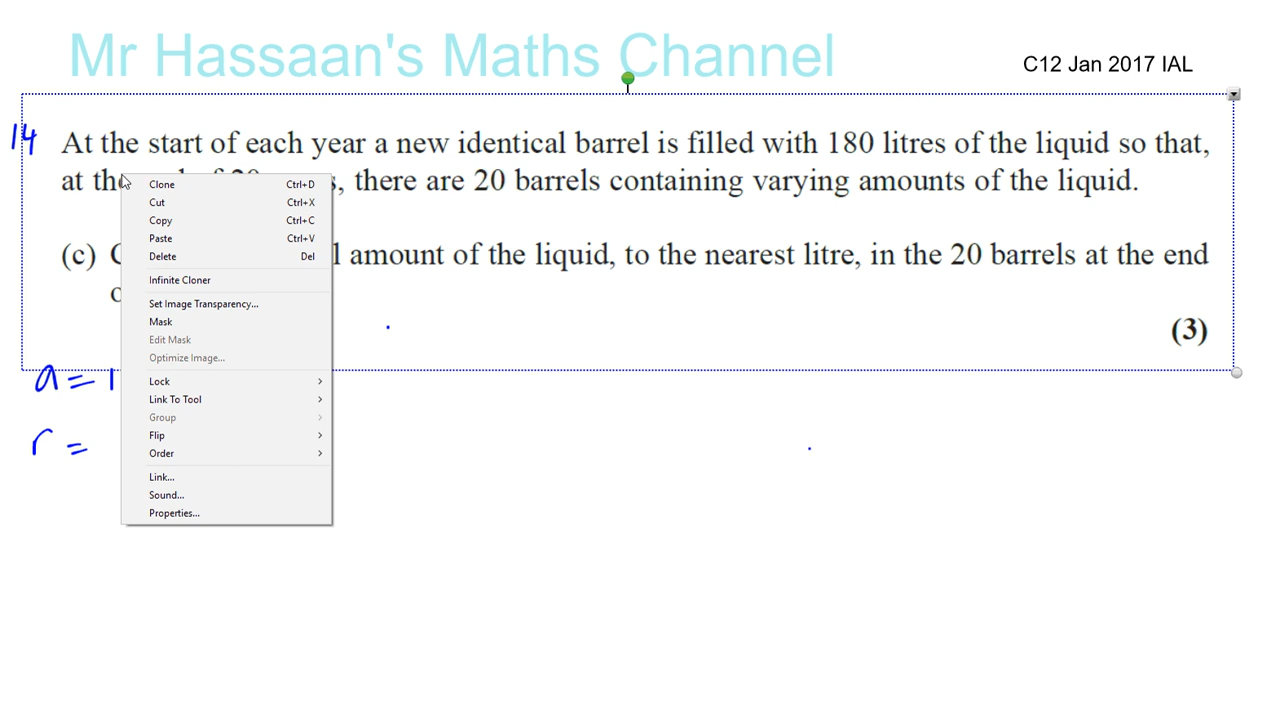 Mr Hassaan's Maths Channel
C12 Jan 2017 IAL
14 At the start of each year a new identical barrel is filled with 180 litres of the liquid so that,
at the there are 20 barrels containing varying amounts of the liquid.
(c) amount of the liquid, to the nearest litre, in the 20 barrels at the end
(3)
a = 1
r =
Clone Ctrl+D
Cut Ctrl+X
Copy Ctrl+C
Paste Ctrl+V
Delete Del
Infinite Cloner
Set Image Transparency...
Mask
Edit Mask
Optimize Image...
Lock
Link To Tool
Group
Flip
Order
Link...
Sound...
Properties...